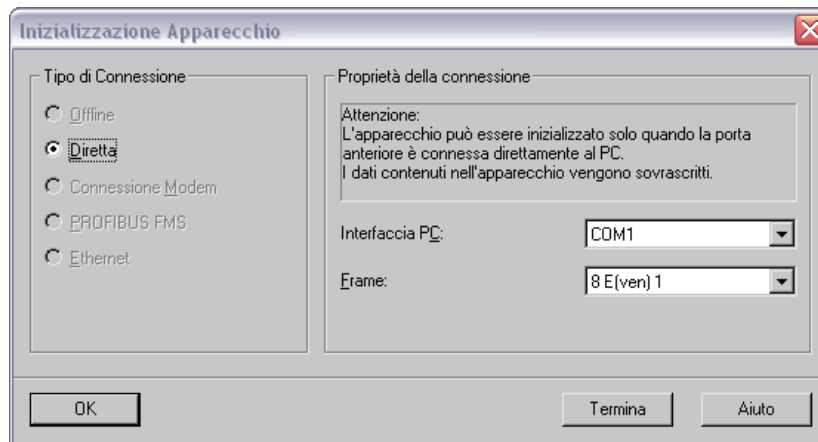 Inizializzazione Apparecchio
Tipo di Connessione
Offline
Diretta
Connessione Modem
PROFIBUS FMS
Ethernet
Proprietà della connessione
Attenzione:
L'apparecchio può essere inizializzato solo quando la porta
anteriore è connessa direttamente al PC.
I dati contenuti nell'apparecchio vengono sovrascritti.
Interfaccia PC: COM1
Frame: 8 E(ven) 1
OK Termina Aiuto